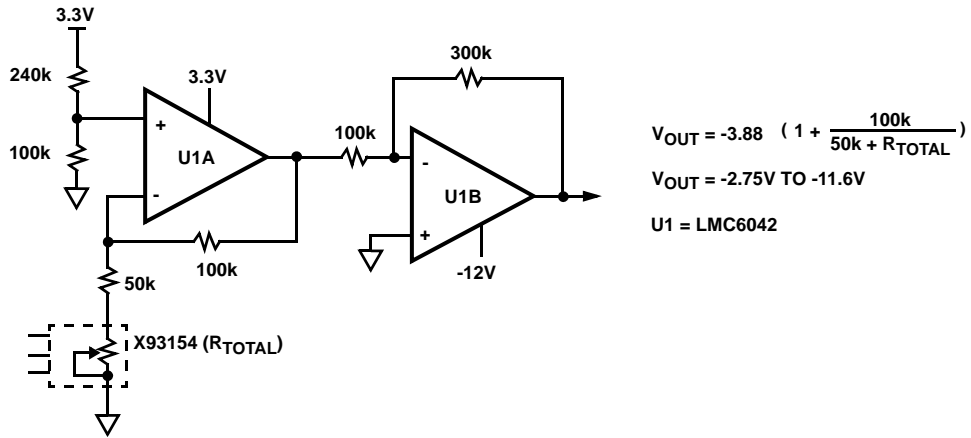 3.3V
240k
100k
3.3V
+
U1A
-
100k
50k
X93154 (RTOTAL)
100k
300k
-
U1B
+
-12V
VOUT = -3.88 ( 1 + 100k / 50k + RTOTAL )
VOUT = -2.75V TO -11.6V
U1 = LMC6042